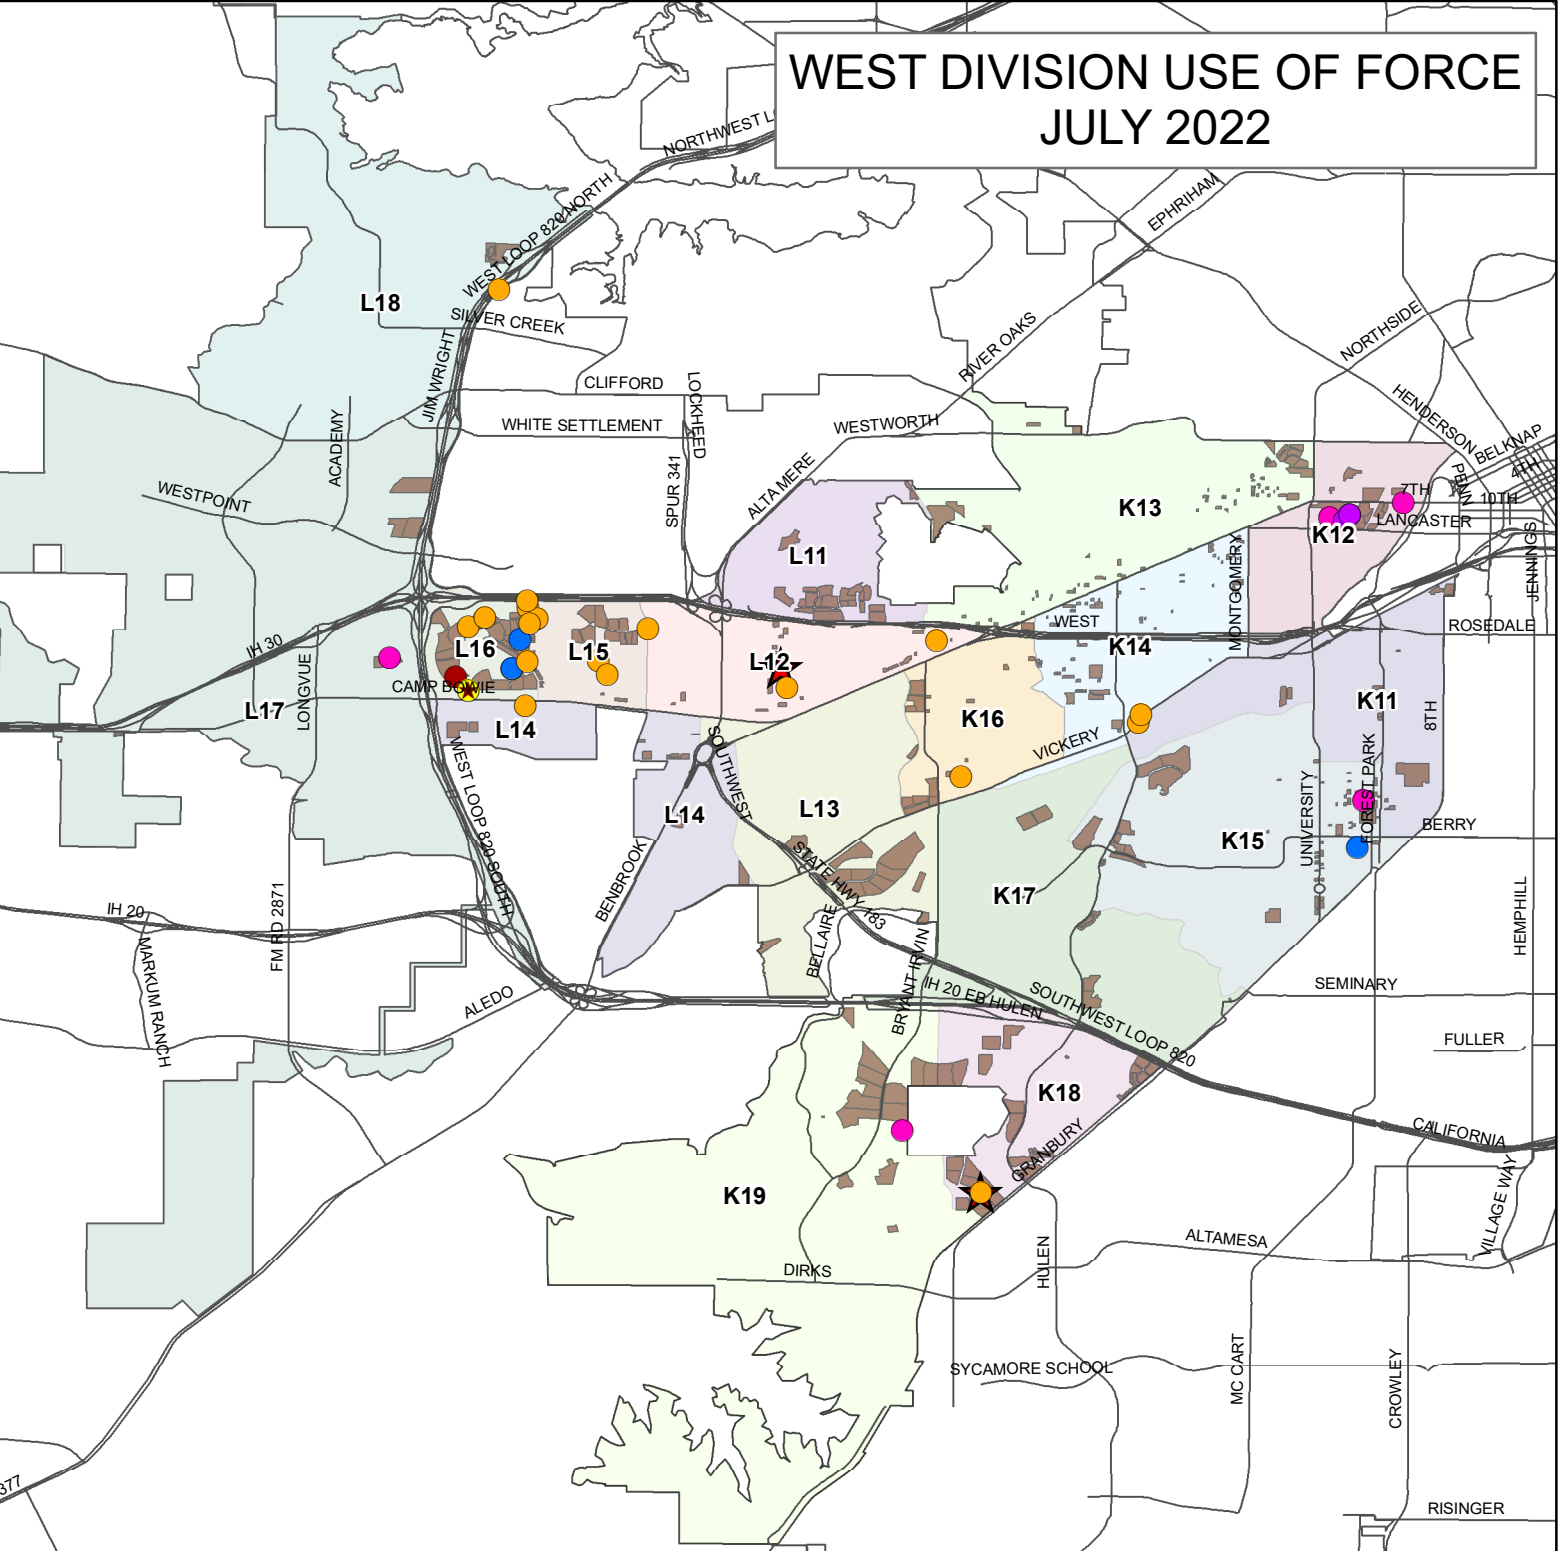 WEST DIVISION USE OF FORCE
JULY 2022
NORTHWEST L
EPHRIHAM
WEST LOOP 820 NORTH
L18
SILVER CREEK
JIM WRIGHT
RIVER OAKS
NORTHSIDE
CLIFFORD
LOCKHEED
WHITE SETTLEMENT
WESTWORTH
HENDERSON
BELKNAP
ACADEMY
WESTPOINT
SPUR 341
ALTA MERE
PENN
4TH
7TH
10TH
K13
LANCASTER
K12
L11
MONTGOMERY
JENNINGS
IH 30
WEST
ROSEDALE
L16
L15
L12
K14
CAMP BOWIE
LONGVUE
L17
L14
K16
K11
8TH
VICKERY
SOUTHWEST
WEST LOOP 820 SOUTH
L14
L13
UNIVERSITY
FOREST PARK
BERRY
K15
STATE HWY 183
BENBROOK
K17
IH 20
FM RD 2871
MARKUM RANCH
BELLAIRE
BRYANT IRVIN
HEMPHILL
ALEDO
IH 20 EB HULEN
SOUTHWEST LOOP 820
SEMINARY
FULLER
K18
CALIFORNIA
GRANBURY
K19
VILLAGE WAY
ALTAMESA
HULEN
DIRKS
SYCAMORE SCHOOL
MC CART
CROWLEY
377
RISINGER